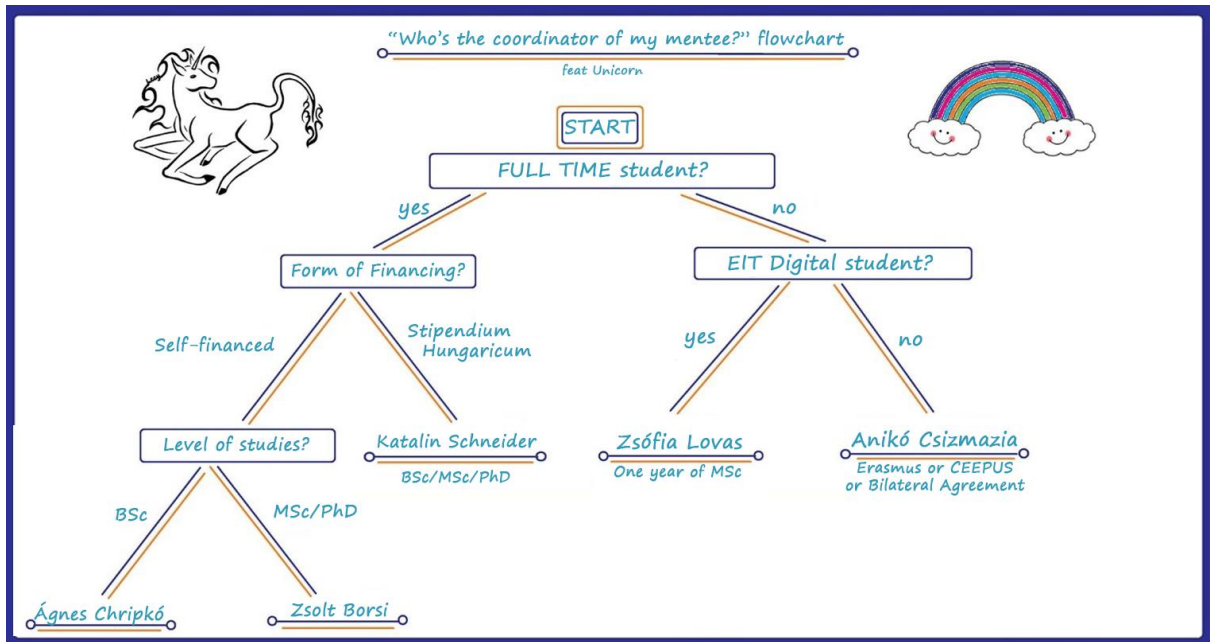 “Who's the coordinator of my mentee?” flowchart
feat Unicorn
START
FULL TIME student?
yes
no
Form of Financing?
EIT Digital student?
Self-financed
Stipendium
Hungaricum
yes
no
Level of studies?
Katalin Schneider
BSc/MSc/PhD
Zsófia Lovas
One year of MSc
Anikó Csizmazia
Erasmus or CEEPUS
or Bilateral Agreement
BSc
MSc/PhD
Ágnes Chripkó
Zsolt Borsi